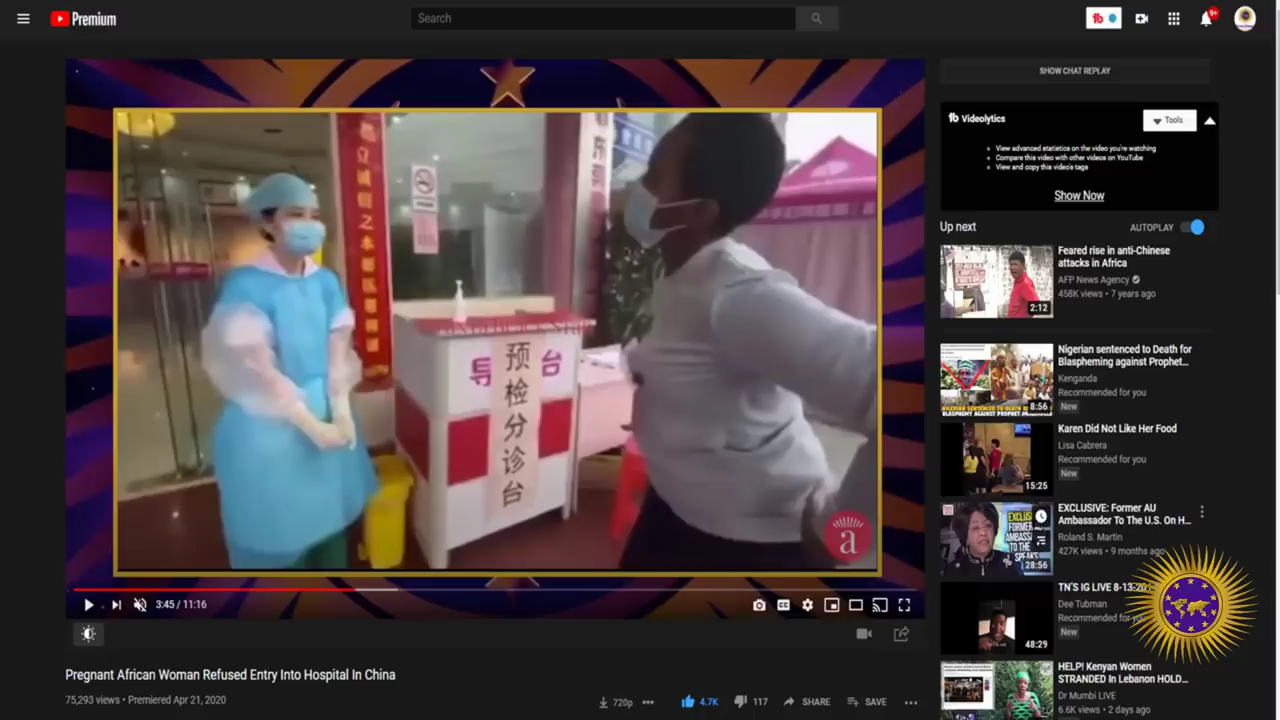 Premium
Search
9+
SHOW CHAT REPLAY
Videolytics
Tools
View advanced statistics on the video you're watching
Compare this video with other videos on YouTube
View and copy this video's tags
Show Now
Up next
AUTOPLAY
Feared rise in anti-Chinese
attacks in Africa
AFP News Agency
458K views • 7 years ago
2:12
Nigerian sentenced to Death for
Blaspheming against Prophet...
Kenganda
Recommended for you
New
8:56
Karen Did Not Like Her Food
Lisa Cabrera
Recommended for you
New
15:25
EXCLUSIVE: Former AU
Ambassador To The U.S. On H...
Roland S. Martin
427K views • 9 months ago
28:56
TN'S IG LIVE 8-13-20
Dee Tubman
Recommended for
New
48:29
HELP! Kenyan Women
STRANDED In Lebanon HOLD...
Dr Mumbi LIVE
6.6K views • 2 days ago
导 台
预检分诊台
a
3:45 / 11:16
Pregnant African Woman Refused Entry Into Hospital In China
75,293 views • Premiered Apr 21, 2020
720p
4.7K
117
SHARE
SAVE